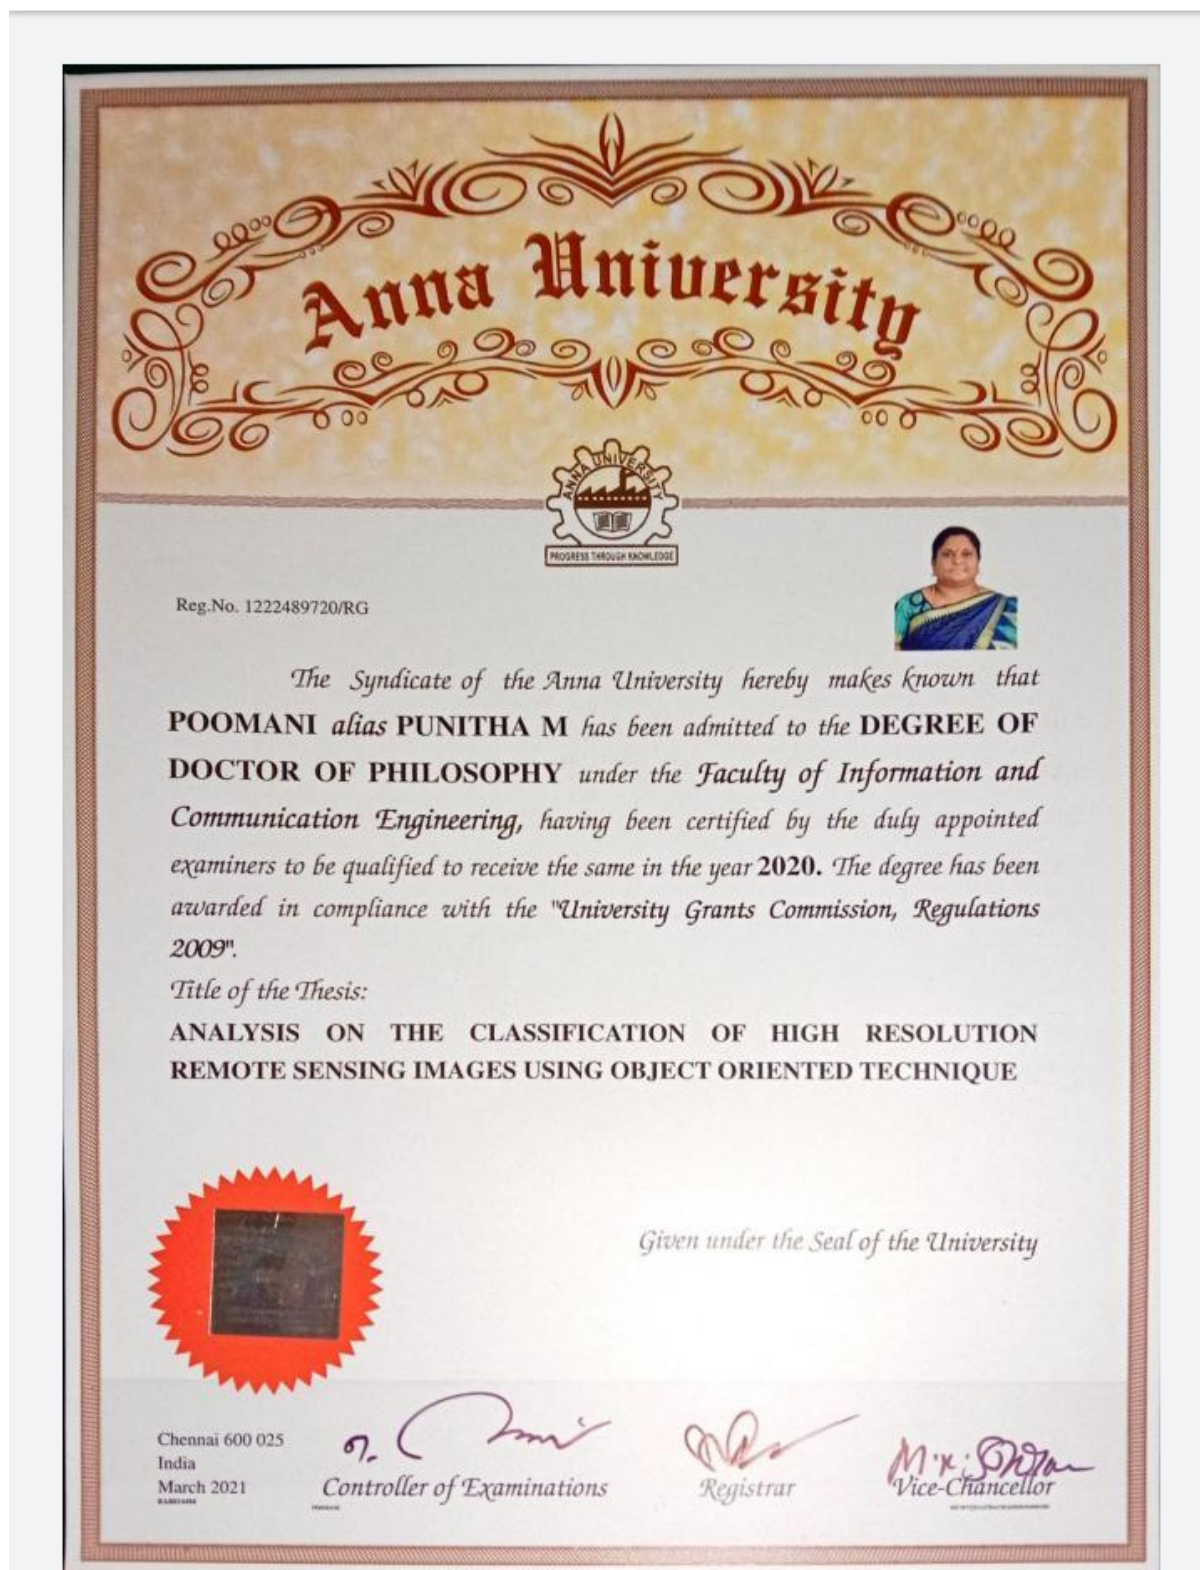 Anna University
ANNA UNIVERSITY
PROGRESS THROUGH KNOWLEDGE
Reg.No. 1222489720/RG
The Syndicate of the Anna University hereby makes known that
POOMANI alias PUNITHA M has been admitted to the DEGREE OF
DOCTOR OF PHILOSOPHY under the Faculty of Information and
Communication Engineering, having been certified by the duly appointed
examiners to be qualified to receive the same in the year 2020. The degree has been
awarded in compliance with the "University Grants Commission, Regulations
2009".
Title of the Thesis:
ANALYSIS ON THE CLASSIFICATION OF HIGH RESOLUTION
REMOTE SENSING IMAGES USING OBJECT ORIENTED TECHNIQUE
Given under the Seal of the University
Chennai 600 025
India
March 2021
Controller of Examinations
Registrar
Vice-Chancellor